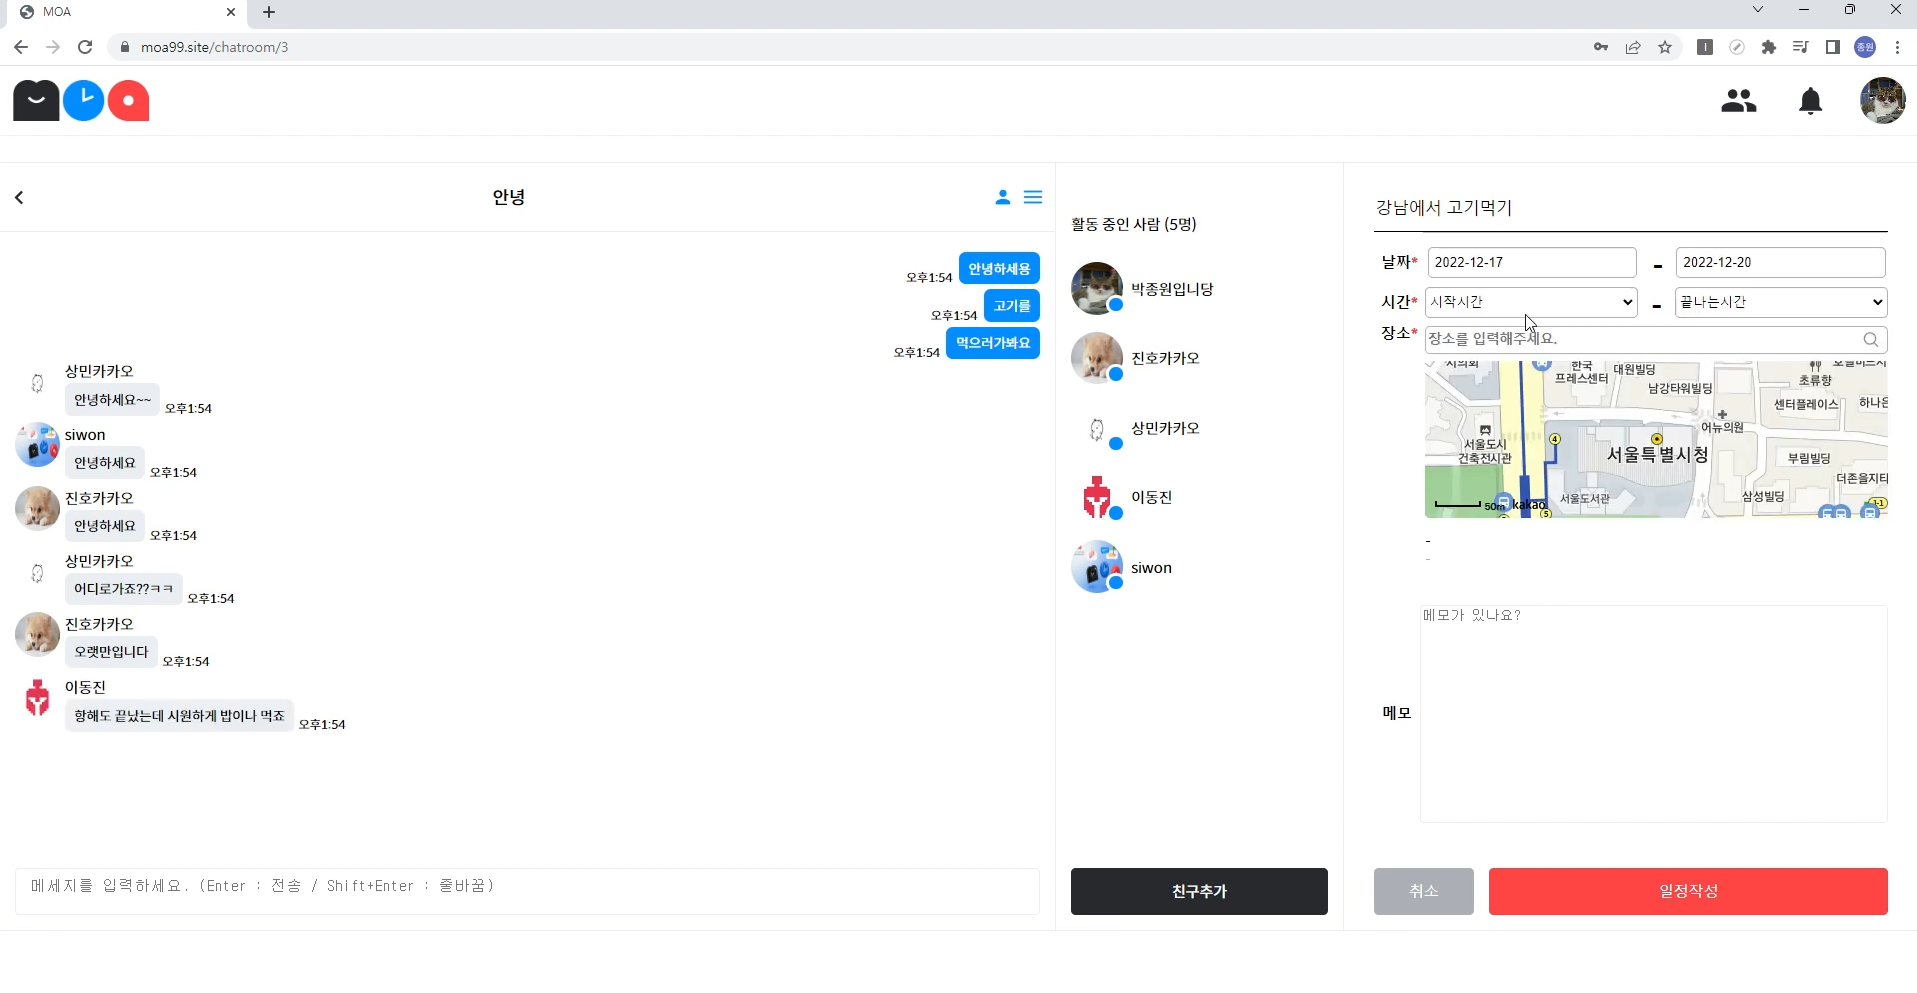 MOA
moa99.site/chatroom/3
종원
안녕
안녕하세용
오후1:54
고기를
오후1:54
먹으러가봐요
오후1:54
상민카카오
안녕하세요~~
오후1:54
siwon
안녕하세요
오후1:54
진호카카오
안녕하세요
오후1:54
상민카카오
어디로가죠??ㅋㅋ
오후1:54
진호카카오
오랫만입니다
오후1:54
이동진
항해도 끝났는데 시원하게 밥이나 먹죠
오후1:54
메세지를 입력하세요. (Enter : 전송 / Shift+Enter : 줄바꿈)
활동 중인 사람 (5명)
박종원입니당
진호카카오
상민카카오
이동진
siwon
친구추가
강남에서 고기먹기
날짜*
2022-12-17
-
2022-12-20
시간*
시작시간
-
끝나는시간
장소*
장소를 입력해주세요.
시의회
한국
프레스센터
대원빌딩
남강타워빌딩
초류향
센터플레이스
하나은
어뉴의원
서울도시
건축전시관
4
서울특별시청
부림빌딩
더존을지타
서울도서관
삼성빌딩
1-1
50m
kakao
5
-
-
메모
메모가 있나요?
취소
일정작성